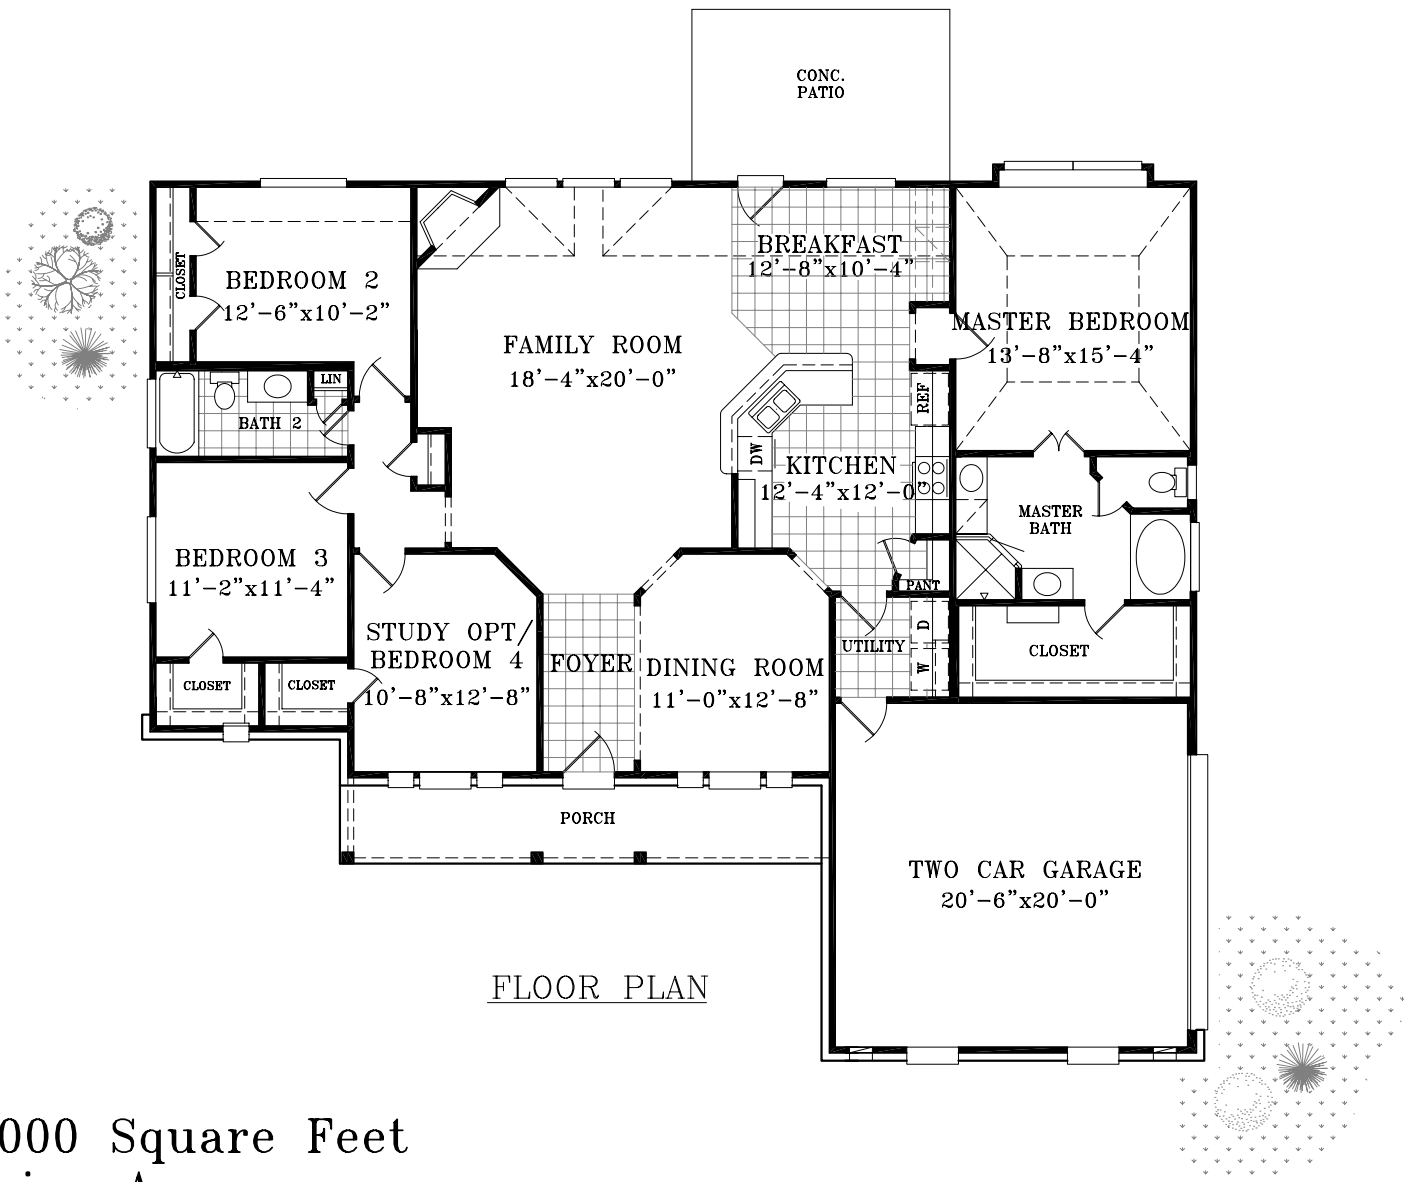 CONC.
PATIO
CLOSET
BEDROOM 2
12'-6"x10'-2"
BREAKFAST
12'-8"x10'-4"
FAMILY ROOM
18'-4"x20'-0"
MASTER BEDROOM
13'-8"x15'-4"
LIN
BATH 2
REF
DW
KITCHEN
12'-4"x12'-0"
MASTER
BATH
BEDROOM 3
11'-2"x11'-4"
PANT
STUDY OPT/
BEDROOM 4
10'-8"x12'-8"
FOYER
DINING ROOM
11'-0"x12'-8"
UTILITY
D
W
CLOSET
CLOSET
CLOSET
PORCH
TWO CAR GARAGE
20'-6"x20'-0"
FLOOR PLAN
000 Square Feet